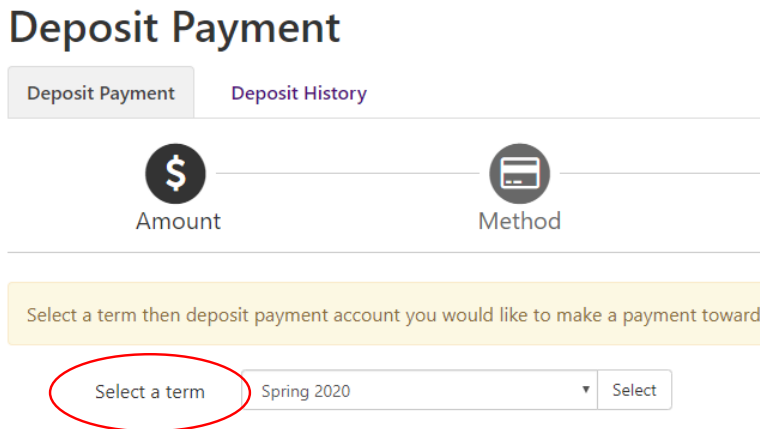 Deposit Payment
Deposit Payment Deposit History
$
Amount Method
Select a term then deposit payment account you would like to make a payment toward
Select a term Spring 2020 Select